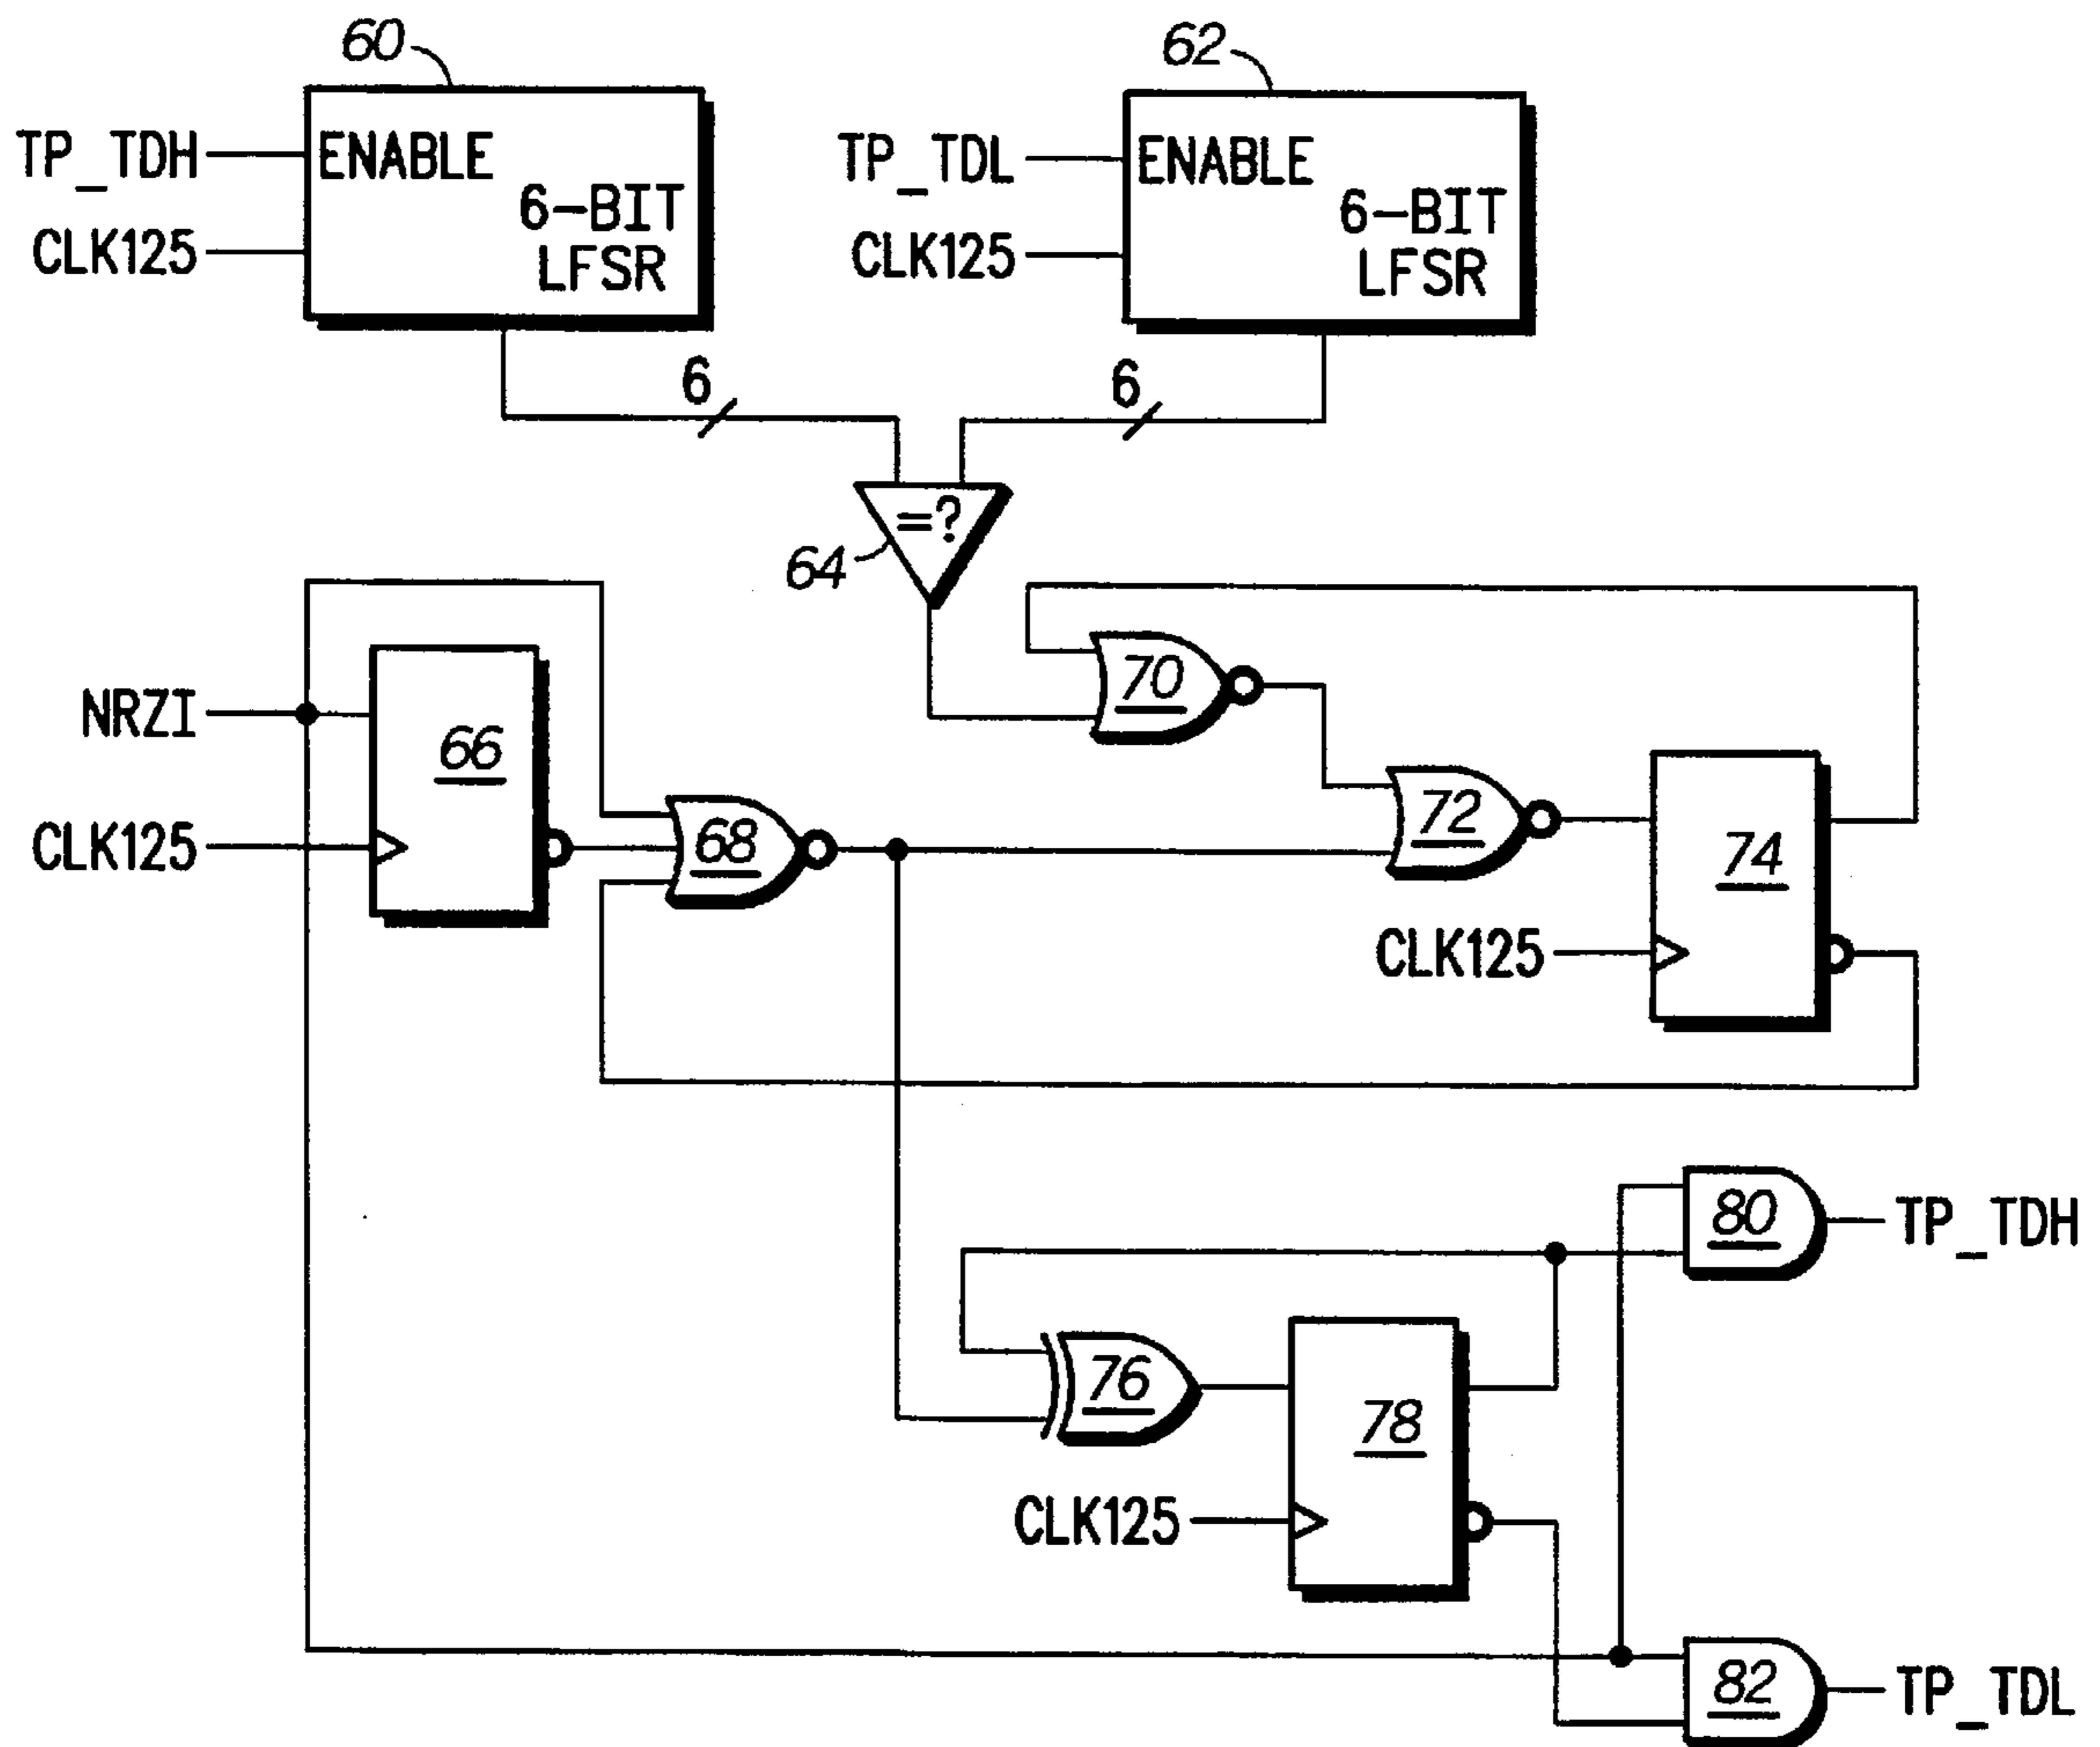 60
62
TP_TDH
ENABLE
6-BIT
LFSR
CLK125
TP_TDL
ENABLE
6-BIT
LFSR
CLK125
6
6
=?
64
70
NRZI
66
CLK125
68
72
74
CLK125
80
TP_TDH
76
78
CLK125
82
TP_TDL